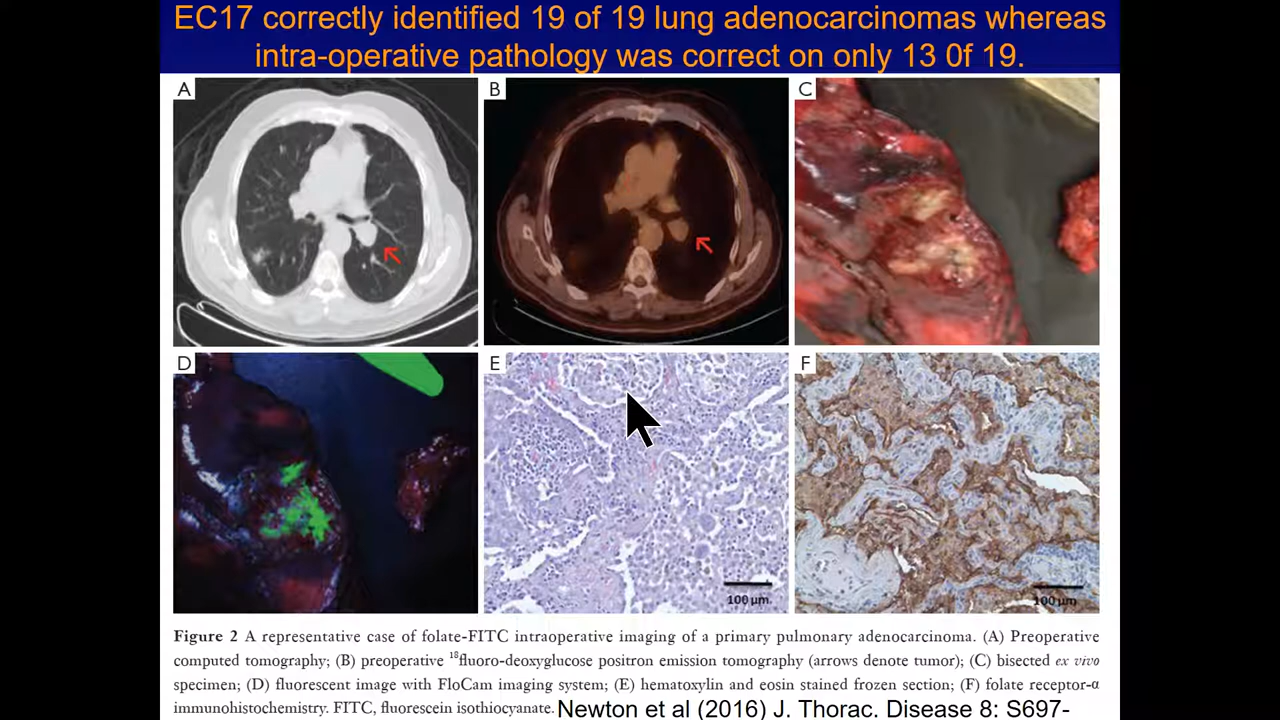 EC17 correctly identified 19 of 19 lung adenocarcinomas whereas
intra-operative pathology was correct on only 13 0f 19.
A
B
C
D
E
F
100 µm
100 µm
Figure 2 A representative case of folate-FITC intraoperative imaging of a primary pulmonary adenocarcinoma. (A) Preoperative
computed tomography; (B) preoperative ¹⁸fluoro-deoxyglucose positron emission tomography (arrows denote tumor); (C) bisected ex vivo
specimen; (D) fluorescent image with FloCam imaging system; (E) hematoxylin and eosin stained frozen section; (F) folate receptor-α
immunohistochemistry. FITC, fluorescein isothiocyanate. Newton et al (2016) J. Thorac. Disease 8: S697-